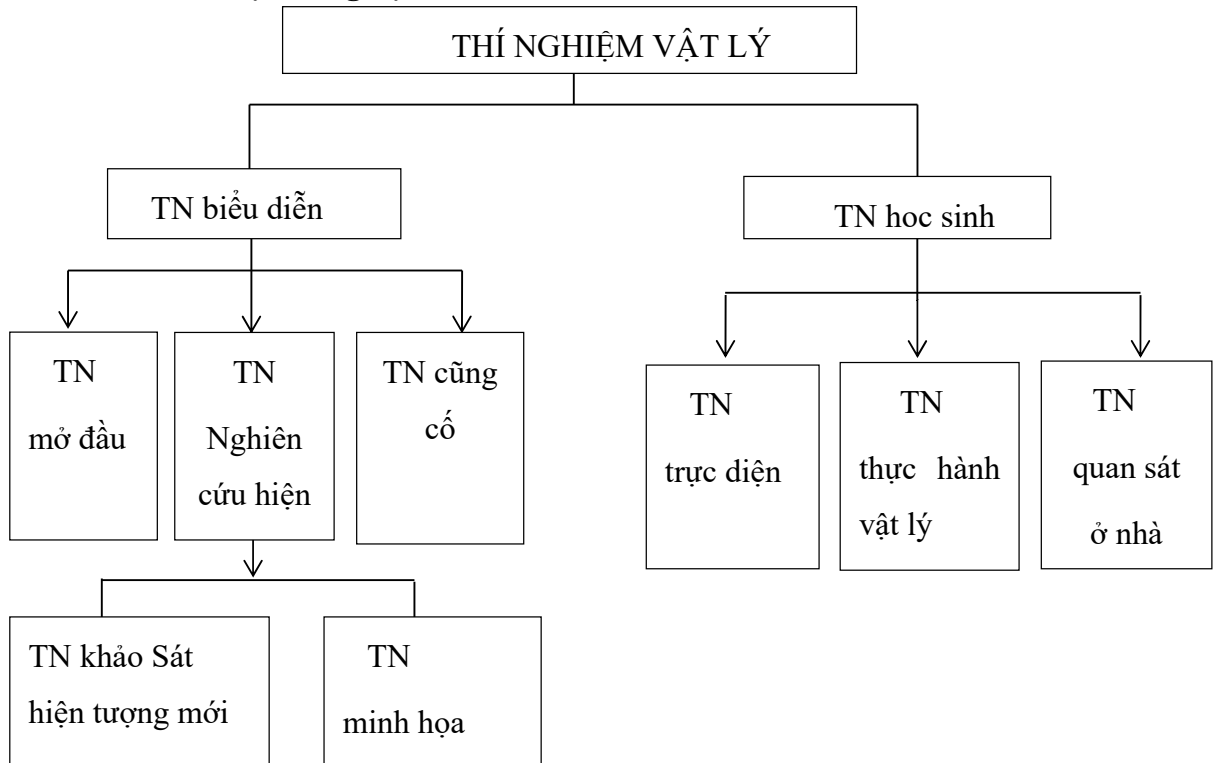 THÍ NGHIỆM VẬT LÝ
TN biểu diễn
TN hoc sinh
TN
mở đầu
TN
Nghiên
cứu hiện
TN cũng
cố
TN
trực diện
TN
thực hành
vật lý
TN
quan sát
ở nhà
TN khảo Sát
hiện tượng mới
TN
minh họa